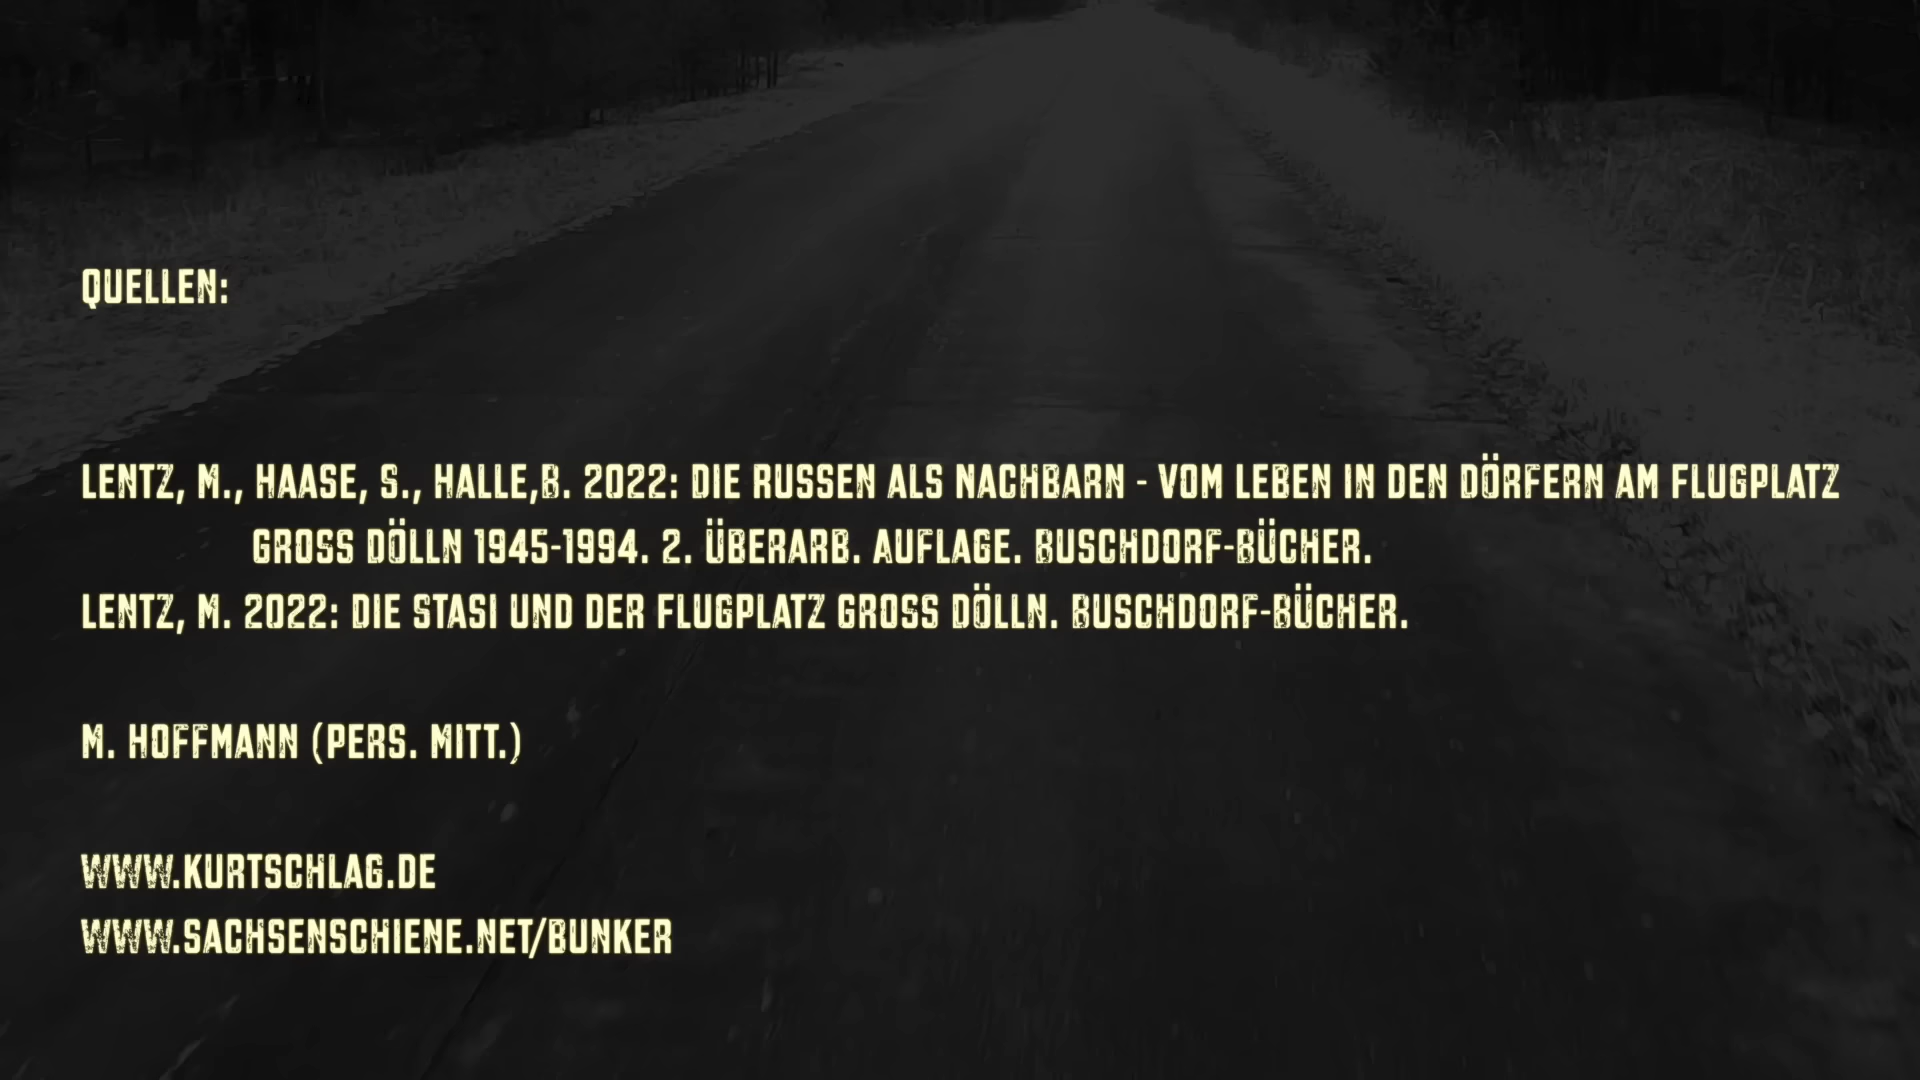 QUELLEN:
LENTZ, M., HAASE, S., HALLE,B. 2022: DIE RUSSEN ALS NACHBARN - VOM LEBEN IN DEN DÖRFERN AM FLUGPLATZ
GROSS DÖLLN 1945-1994. 2. ÜBERARB. AUFLAGE. BUSCHDORF-BÜCHER.
LENTZ, M. 2022: DIE STASI UND DER FLUGPLATZ GROSS DÖLLN. BUSCHDORF-BÜCHER.
M. HOFFMANN (PERS. MITT.)
WWW.KURTSCHLAG.DE
WWW.SACHSENSCHIENE.NET/BUNKER